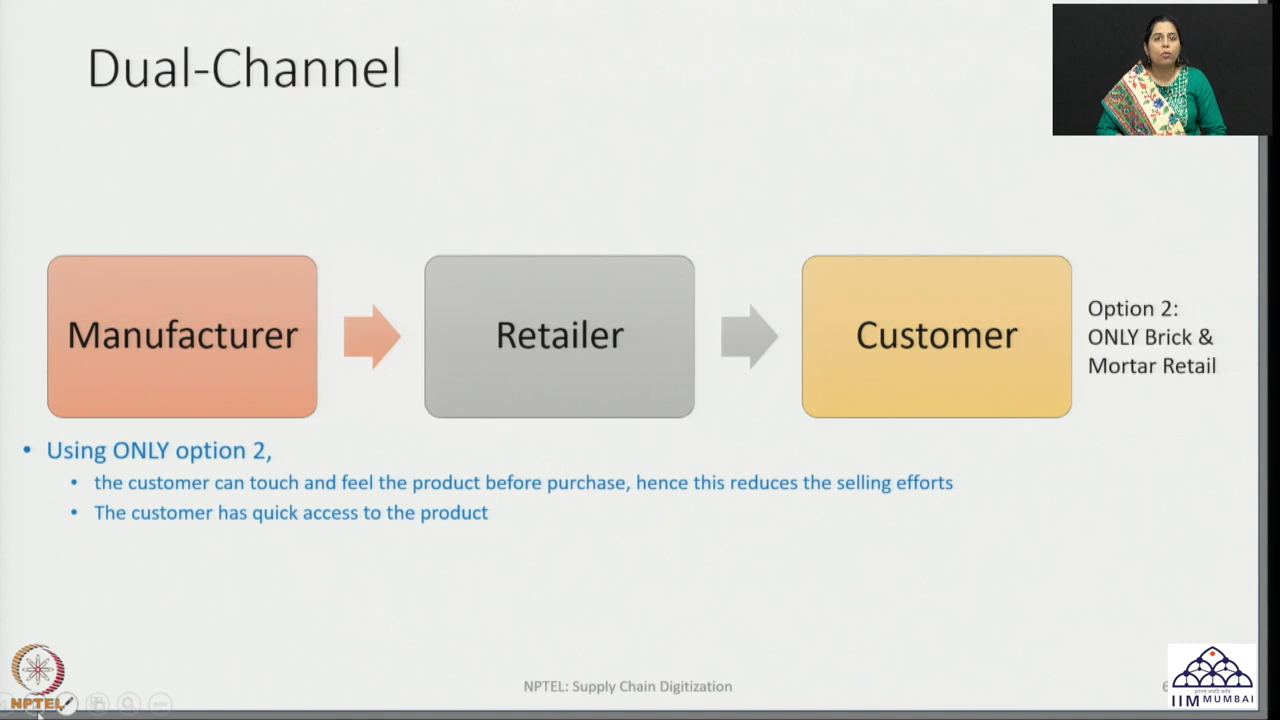 Dual-Channel
Manufacturer
Retailer
Customer
Option 2:
ONLY Brick &
Mortar Retail
• Using ONLY option 2,
• the customer can touch and feel the product before purchase, hence this reduces the selling efforts
• The customer has quick access to the product
NPTEL
NPTEL: Supply Chain Digitization
IIM MUMBAI